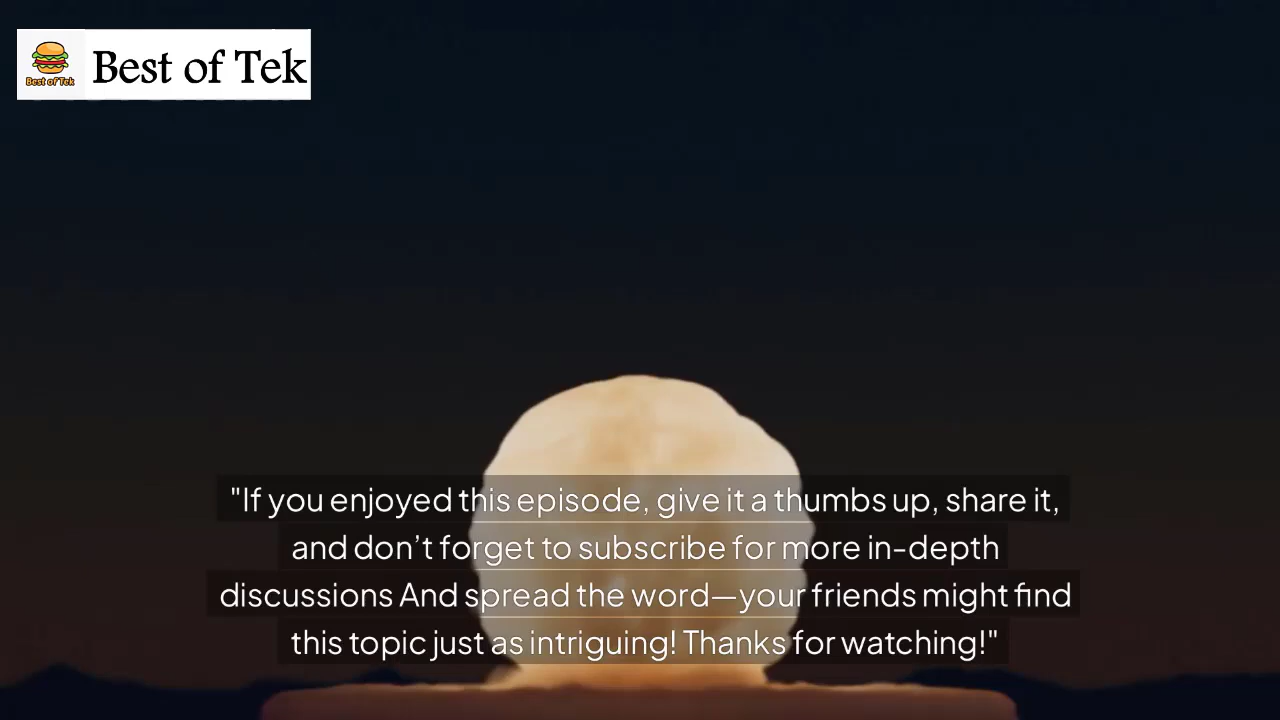 Best of Tek
Best of Tek
"If you enjoyed this episode, give it a thumbs up, share it,
and don’t forget to subscribe for more in-depth
discussions And spread the word—your friends might find
this topic just as intriguing! Thanks for watching!"